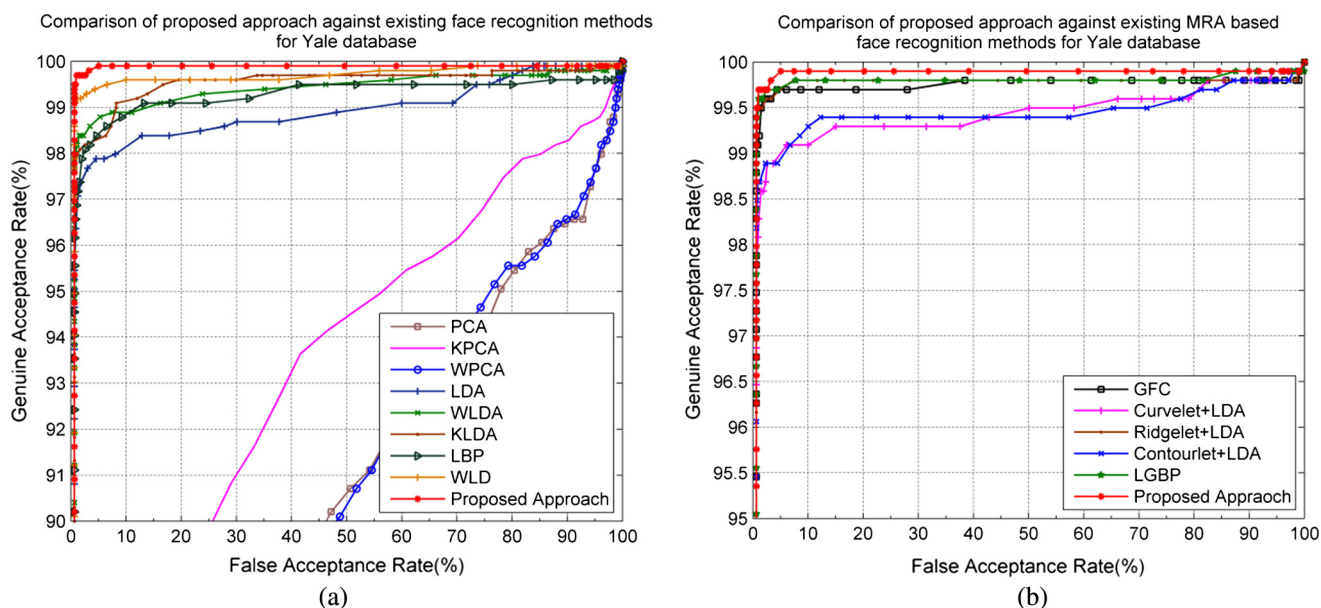 Comparison of proposed approach against existing face recognition methods
for Yale database
100
99
98
97
96
95
94
93
92
91
90
Genuine Acceptance Rate(%)
0 10 20 30 40 50 60 70 80 90 100
False Acceptance Rate(%)
PCA
KPCA
WPCA
LDA
WLDA
KLDA
LBP
WLD
Proposed Approach
(a)
Comparison of proposed approach against existing MRA based
face recognition methods for Yale database
100
99.5
99
98.5
98
97.5
97
96.5
96
95.5
95
Genuine Acceptance Rate(%)
0 10 20 30 40 50 60 70 80 90 100
False Acceptance Rate(%)
GFC
Curvelet+LDA
Ridgelet+LDA
Contourlet+LDA
LGBP
Proposed Appraoch
(b)